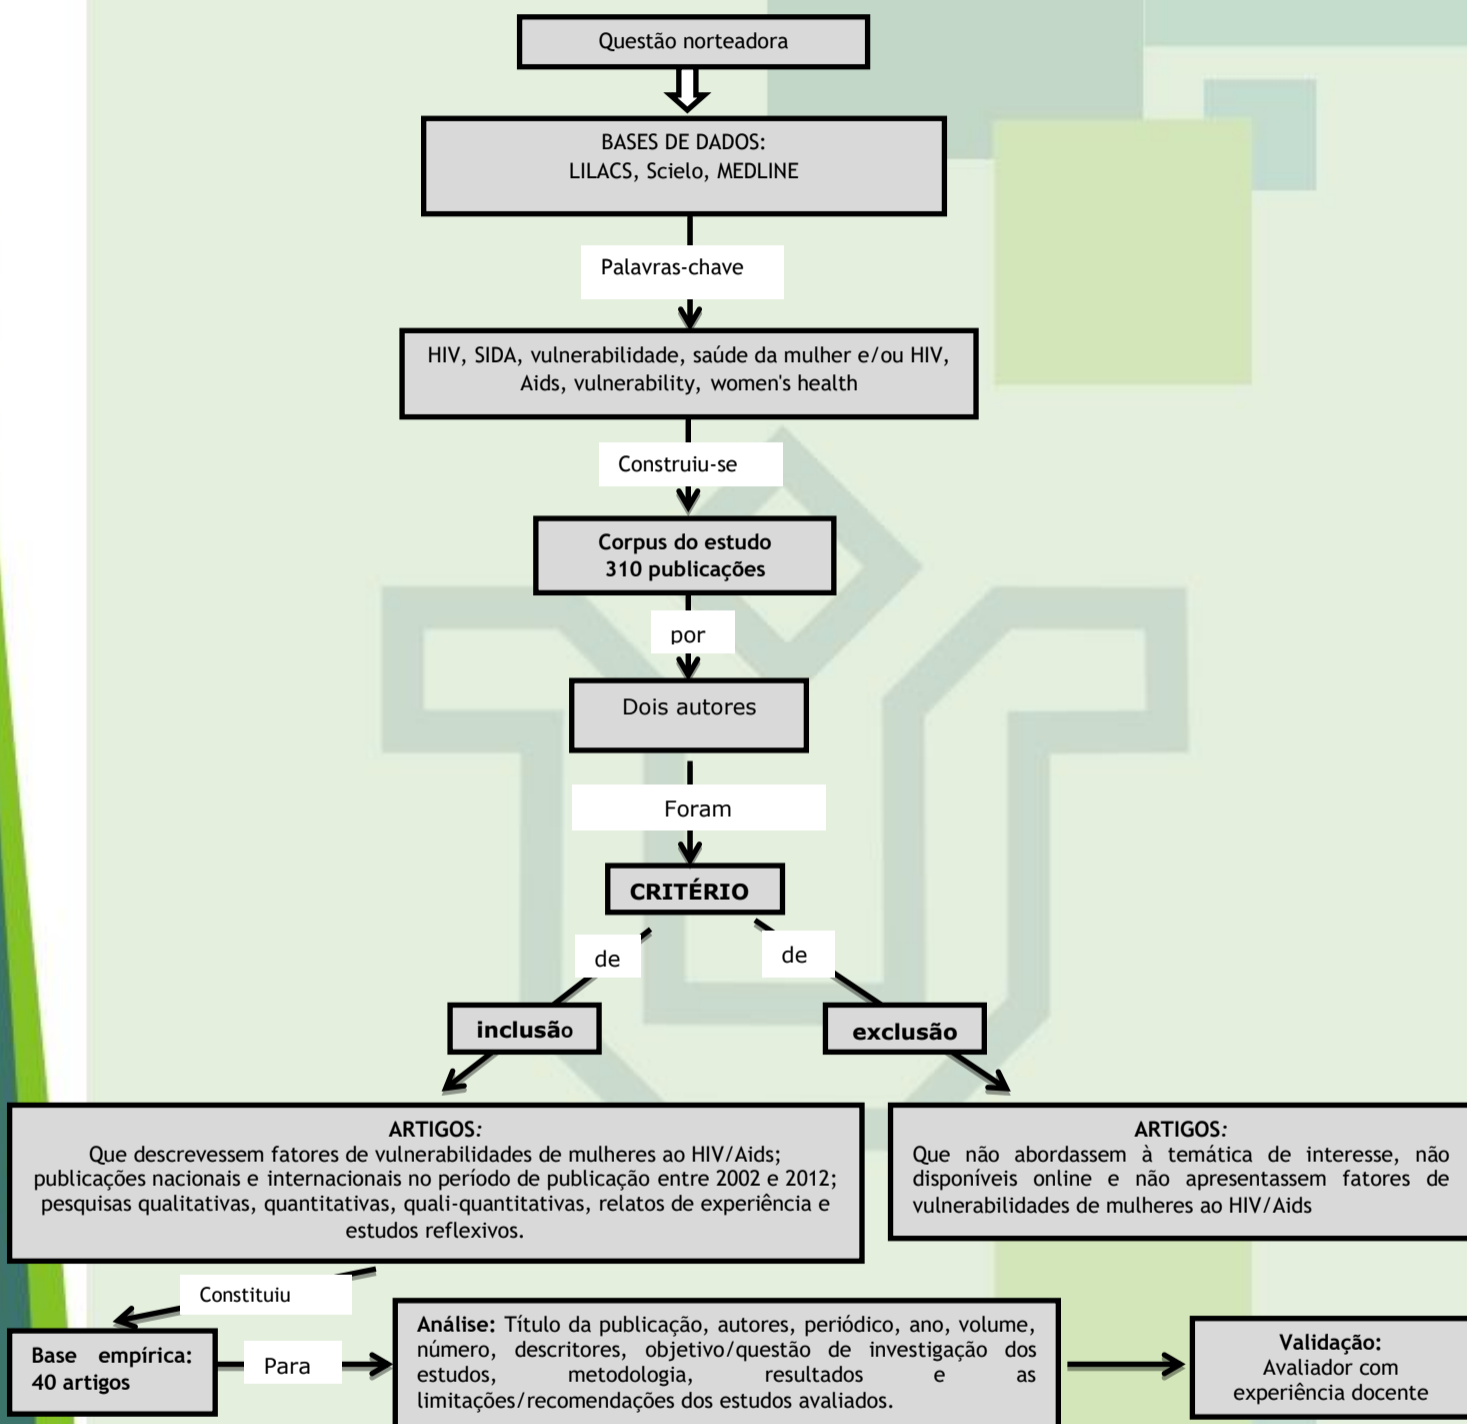 Questão norteadora
BASES DE DADOS:
LILACS, Scielo, MEDLINE
Palavras-chave
HIV, SIDA, vulnerabilidade, saúde da mulher e/ou HIV,
Aids, vulnerability, women's health
Construiu-se
Corpus do estudo
310 publicações
por
Dois autores
Foram
CRITÉRIO
de
de
inclusão
exclusão
ARTIGOS:
Que descrevessem fatores de vulnerabilidades de mulheres ao HIV/Aids;
publicações nacionais e internacionais no período de publicação entre 2002 e 2012;
pesquisas qualitativas, quantitativas, quali-quantitativas, relatos de experiência e
estudos reflexivos.
ARTIGOS:
Que não abordassem à temática de interesse, não
disponíveis online e não apresentassem fatores de
vulnerabilidades de mulheres ao HIV/Aids
Constituiu
Base empírica:
40 artigos
Para
Análise: Título da publicação, autores, periódico, ano, volume,
número, descritores, objetivo/questão de investigação dos
estudos, metodologia, resultados e as
limitações/recomendações dos estudos avaliados.
Validação:
Avaliador com
experiência docente